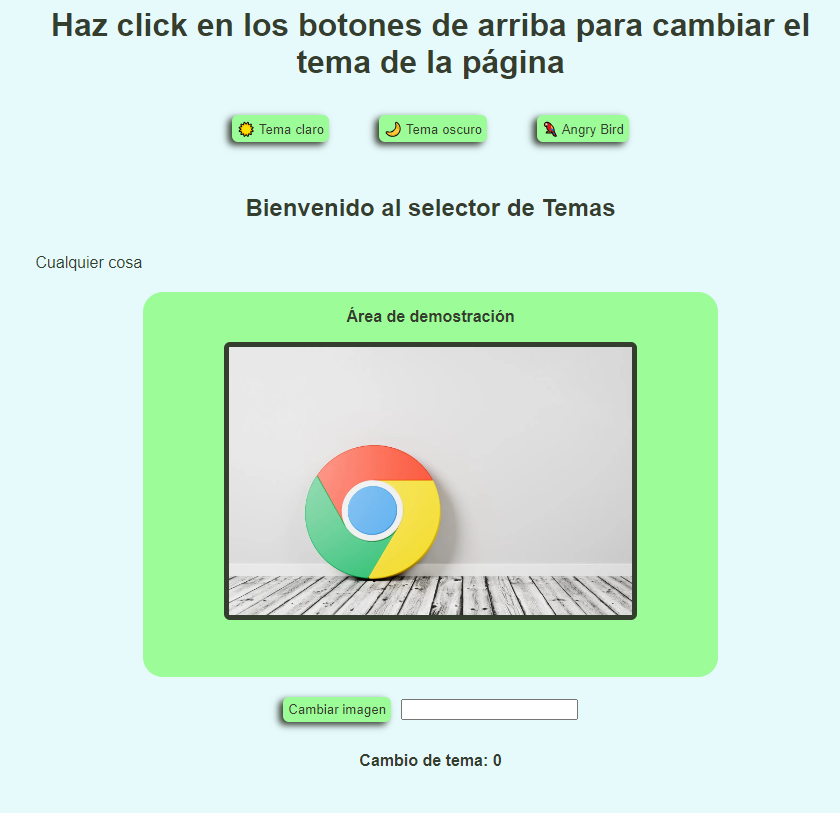 Haz click en los botones de arriba para cambiar el
tema de la página
Tema claro
Tema oscuro
Angry Bird
Bienvenido al selector de Temas
Cualquier cosa
Área de demostración
Cambiar imagen
Cambio de tema: 0